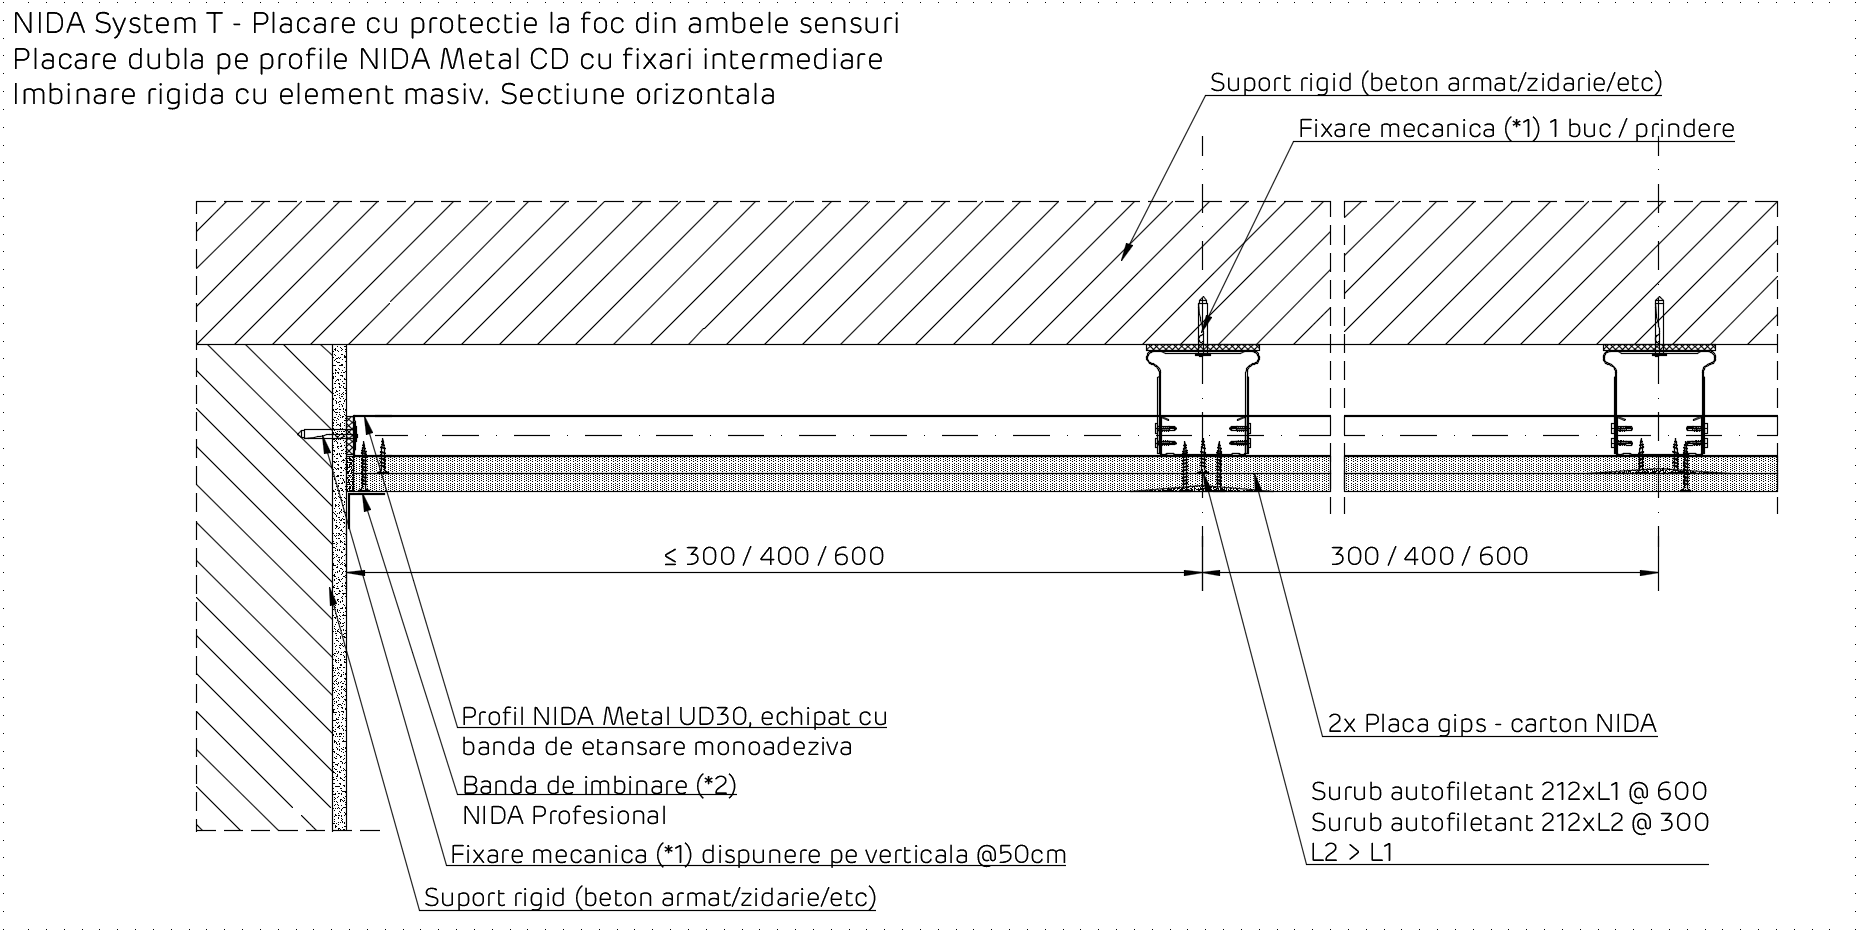 NIDA System T - Placare cu protectie la foc din ambele sensuri
Placare dubla pe profile NIDA Metal CD cu fixari intermediare
Imbinare rigida cu element masiv. Sectiune orizontala
Suport rigid (beton armat/zidarie/etc)
Fixare mecanica (*1) 1 buc / prindere
≤ 300 / 400 / 600
300 / 400 / 600
Profil NIDA Metal UD30, echipat cu
banda de etansare monoadeziva
Banda de imbinare (*2)
NIDA Profesional
Fixare mecanica (*1) dispunere pe verticala @50cm
Suport rigid (beton armat/zidarie/etc)
2x Placa gips - carton NIDA
Surub autofiletant 212xL1 @ 600
Surub autofiletant 212xL2 @ 300
L2 > L1